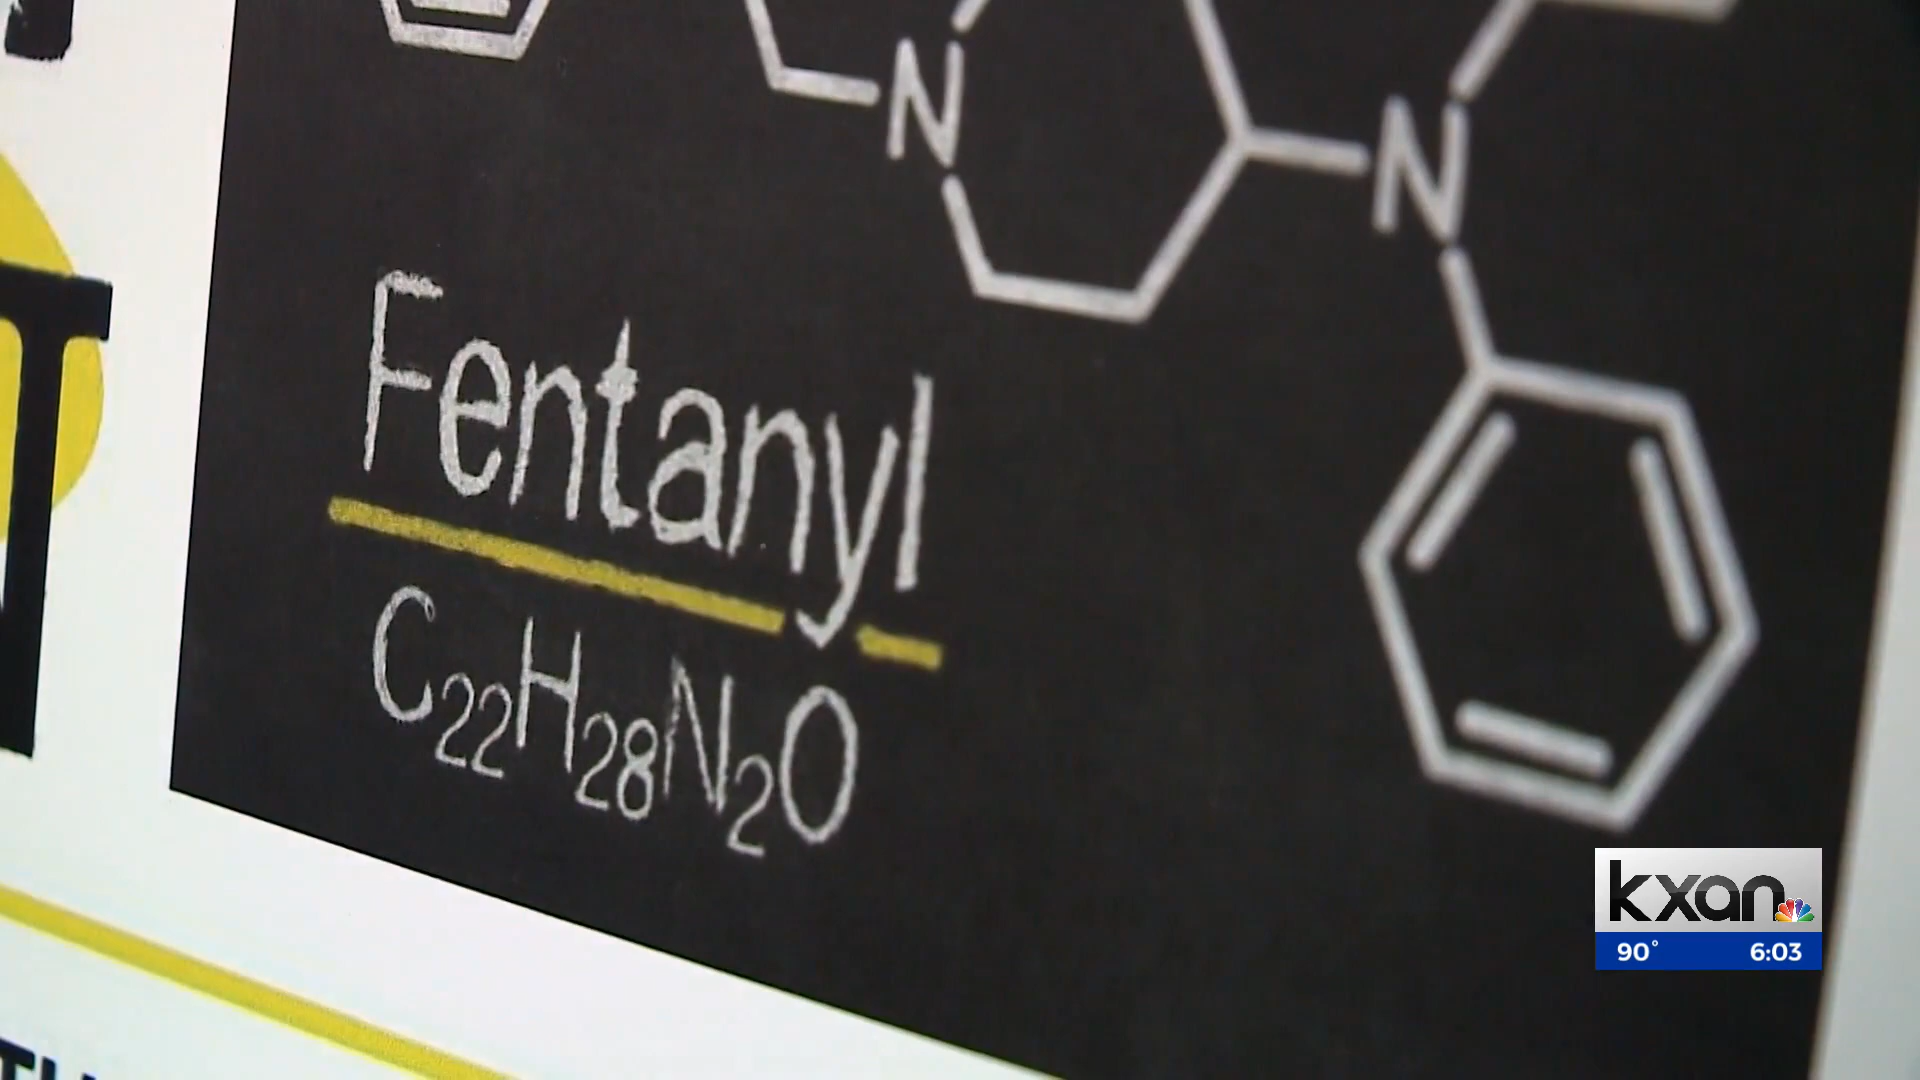 N
N
Fentanyl
C₂₂H₂₈N₂O
kxan
90° 6:03